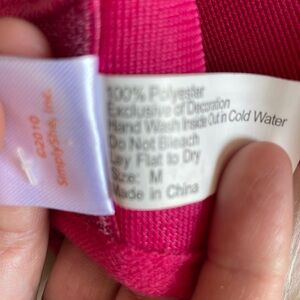 ©2010
SimplyShe, Inc.
100% Polyester
Exclusive of Decoration
Hand Wash Inside Out in Cold Water
Do Not Bleach
Lay Flat to Dry
Size: M
Made in China